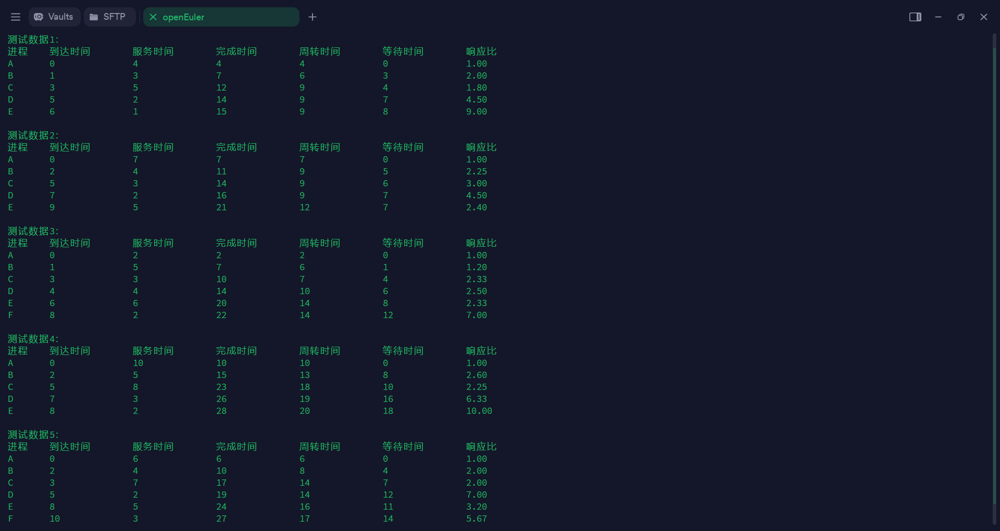 Vaults SFTP openEuler
测试数据1:
进程 到达时间 服务时间 完成时间 周转时间 等待时间 响应比
A 0 4 4 4 0 1.00
B 1 3 7 6 3 2.00
C 3 5 12 9 4 1.80
D 5 2 14 9 7 4.50
E 6 1 15 9 8 9.00
测试数据2:
进程 到达时间 服务时间 完成时间 周转时间 等待时间 响应比
A 0 7 7 7 0 1.00
B 2 4 11 9 5 2.25
C 5 3 14 9 6 3.00
D 7 2 16 9 7 4.50
E 9 5 21 12 7 2.40
测试数据3:
进程 到达时间 服务时间 完成时间 周转时间 等待时间 响应比
A 0 2 2 2 0 1.00
B 1 5 7 6 1 1.20
C 3 3 10 7 4 2.33
D 4 4 14 10 6 2.50
E 6 6 20 14 8 2.33
F 8 2 22 14 12 7.00
测试数据4:
进程 到达时间 服务时间 完成时间 周转时间 等待时间 响应比
A 0 10 10 10 0 1.00
B 2 5 15 13 8 2.60
C 5 8 23 18 10 2.25
D 7 3 26 19 16 6.33
E 8 2 28 20 18 10.00
测试数据5:
进程 到达时间 服务时间 完成时间 周转时间 等待时间 响应比
A 0 6 6 6 0 1.00
B 2 4 10 8 4 2.00
C 3 7 17 14 7 2.00
D 5 2 19 14 12 7.00
E 8 5 24 16 11 3.20
F 10 3 27 17 14 5.67